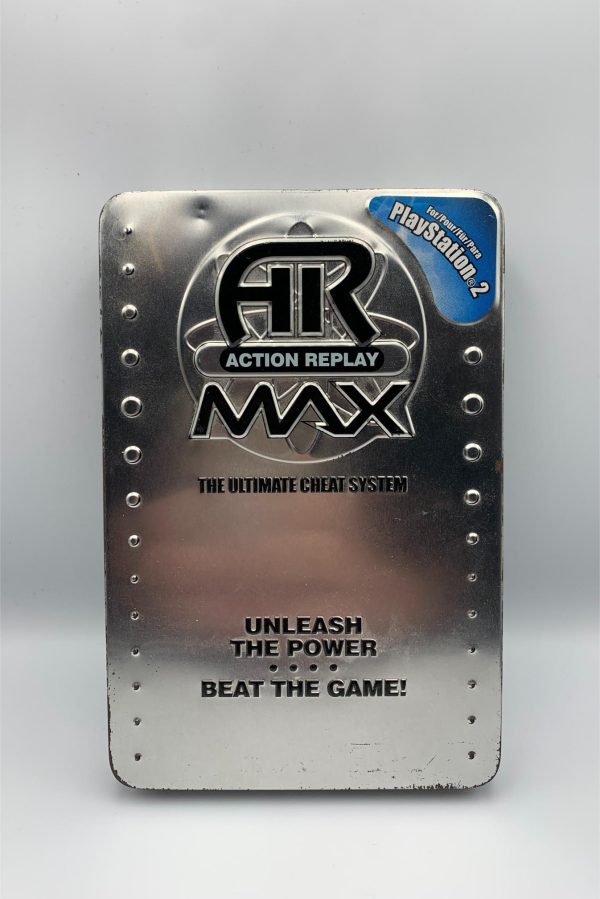 For/Pour/Für/Para
PlayStation®2
AR
ACTION REPLAY
MAX
THE ULTIMATE CHEAT SYSTEM
UNLEASH
THE POWER
• • • •
BEAT THE GAME!